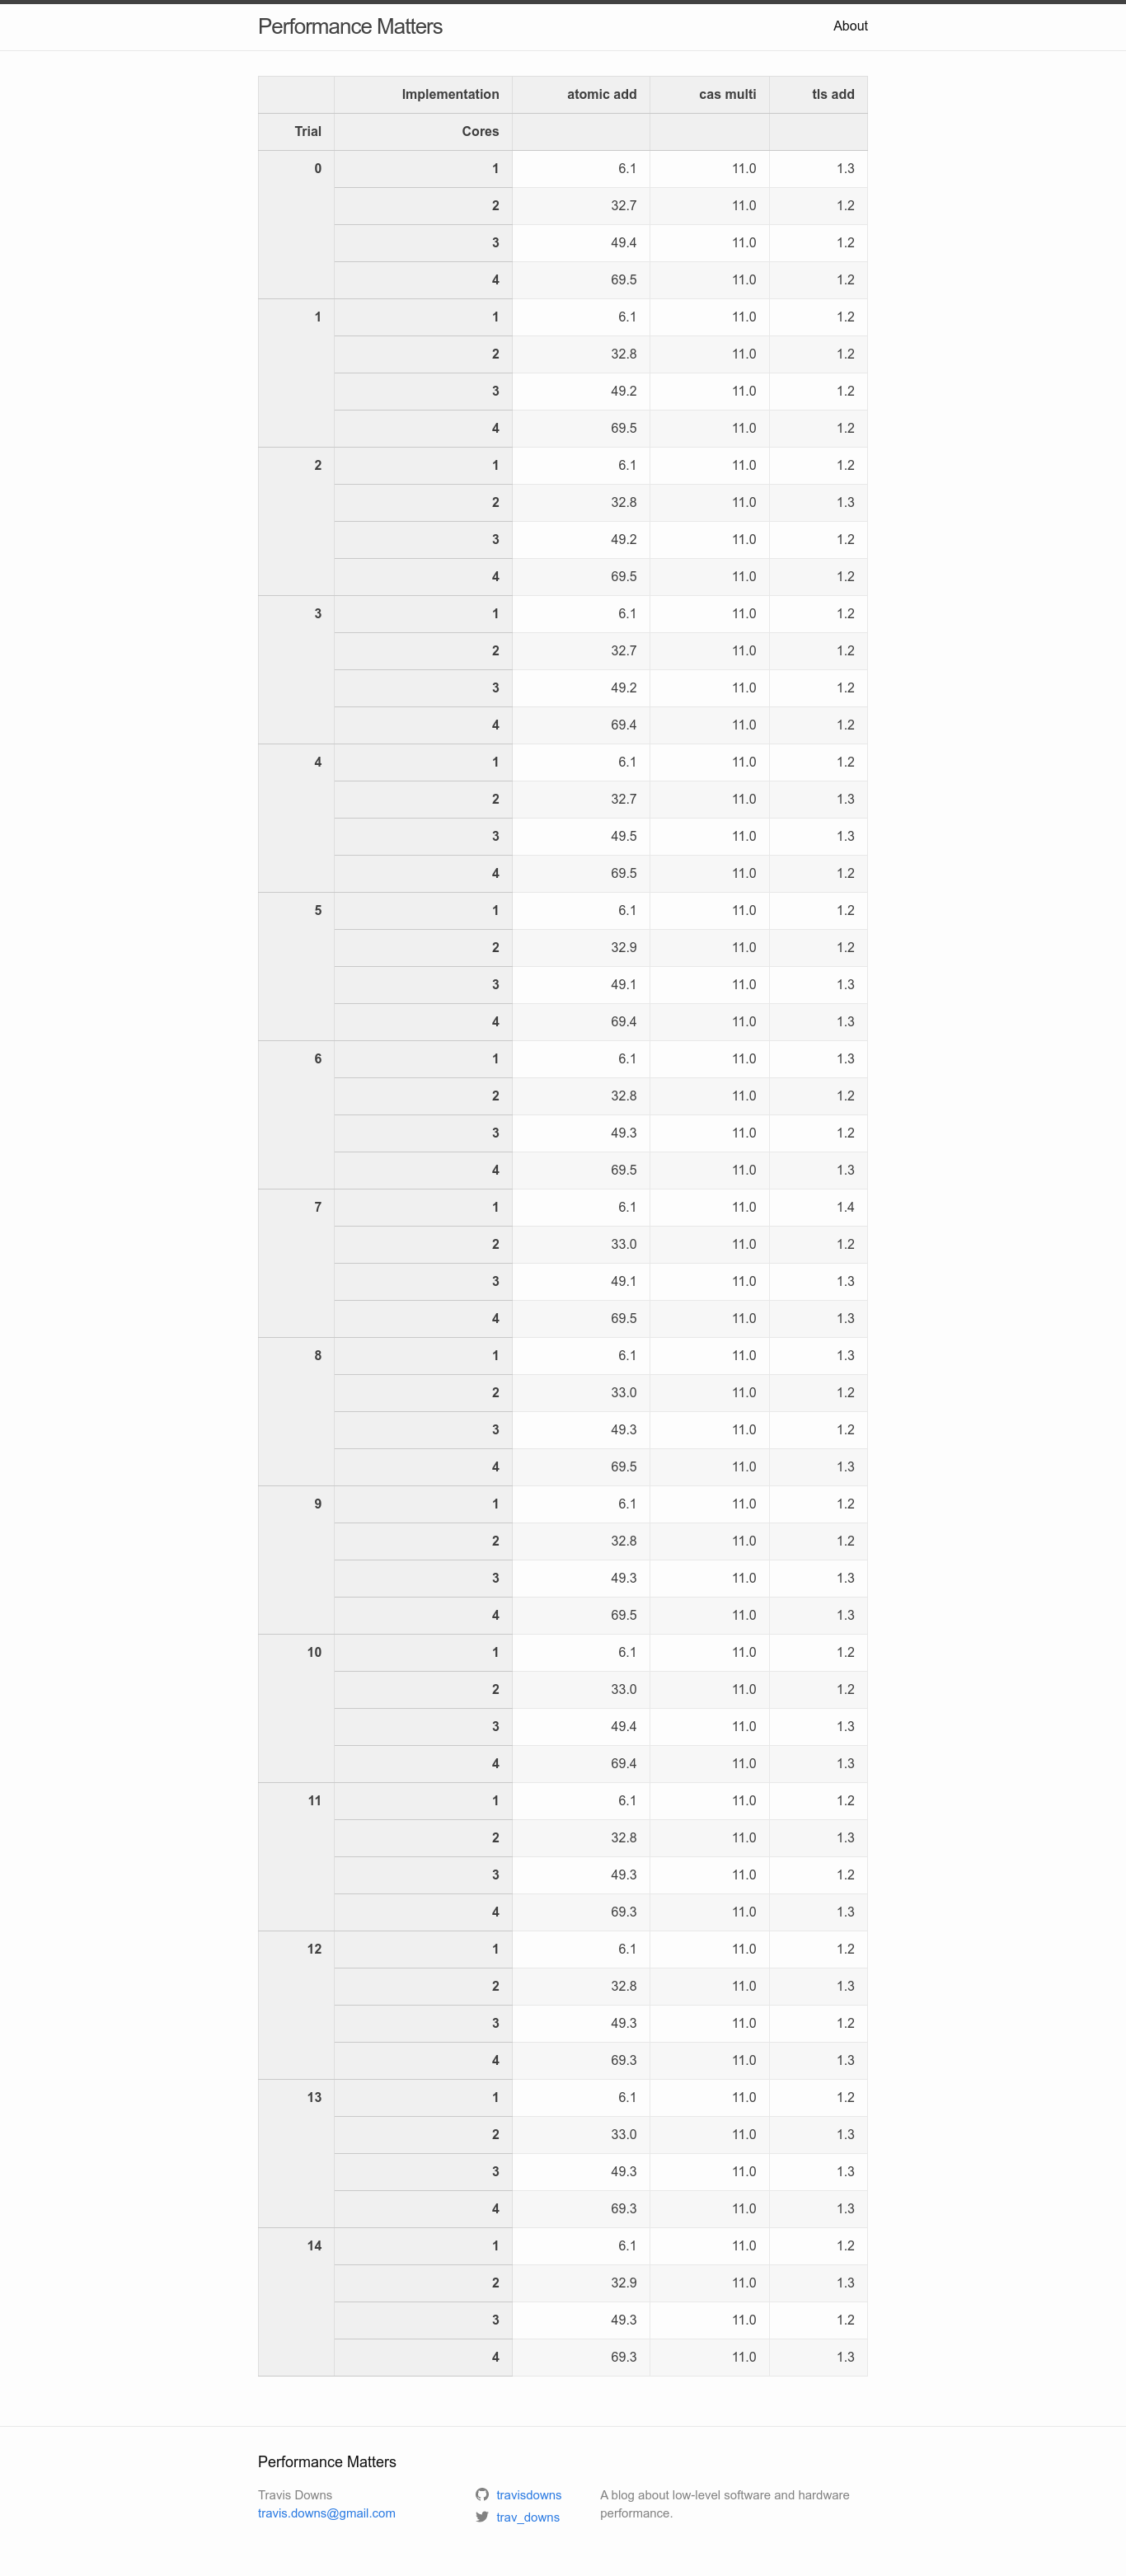 Performance Matters About
Implementation atomic add cas multi tls add
Trial Cores
0 1 6.1 11.0 1.3
2 32.7 11.0 1.2
3 49.4 11.0 1.2
4 69.5 11.0 1.2
1 1 6.1 11.0 1.2
2 32.8 11.0 1.2
3 49.2 11.0 1.2
4 69.5 11.0 1.2
2 1 6.1 11.0 1.2
2 32.8 11.0 1.3
3 49.2 11.0 1.2
4 69.5 11.0 1.2
3 1 6.1 11.0 1.2
2 32.7 11.0 1.2
3 49.2 11.0 1.2
4 69.4 11.0 1.2
4 1 6.1 11.0 1.2
2 32.7 11.0 1.3
3 49.5 11.0 1.3
4 69.5 11.0 1.2
5 1 6.1 11.0 1.2
2 32.9 11.0 1.2
3 49.1 11.0 1.3
4 69.4 11.0 1.3
6 1 6.1 11.0 1.3
2 32.8 11.0 1.2
3 49.3 11.0 1.2
4 69.5 11.0 1.3
7 1 6.1 11.0 1.4
2 33.0 11.0 1.2
3 49.1 11.0 1.3
4 69.5 11.0 1.3
8 1 6.1 11.0 1.3
2 33.0 11.0 1.2
3 49.3 11.0 1.2
4 69.5 11.0 1.3
9 1 6.1 11.0 1.2
2 32.8 11.0 1.2
3 49.3 11.0 1.3
4 69.5 11.0 1.3
10 1 6.1 11.0 1.2
2 33.0 11.0 1.2
3 49.4 11.0 1.3
4 69.4 11.0 1.3
11 1 6.1 11.0 1.2
2 32.8 11.0 1.3
3 49.3 11.0 1.2
4 69.3 11.0 1.3
12 1 6.1 11.0 1.2
2 32.8 11.0 1.3
3 49.3 11.0 1.2
4 69.3 11.0 1.3
13 1 6.1 11.0 1.2
2 33.0 11.0 1.3
3 49.3 11.0 1.3
4 69.3 11.0 1.3
14 1 6.1 11.0 1.2
2 32.9 11.0 1.3
3 49.3 11.0 1.2
4 69.3 11.0 1.3
Performance Matters
Travis Downs
travis.downs@gmail.com
travisdowns
trav_downs
A blog about low-level software and hardware
performance.